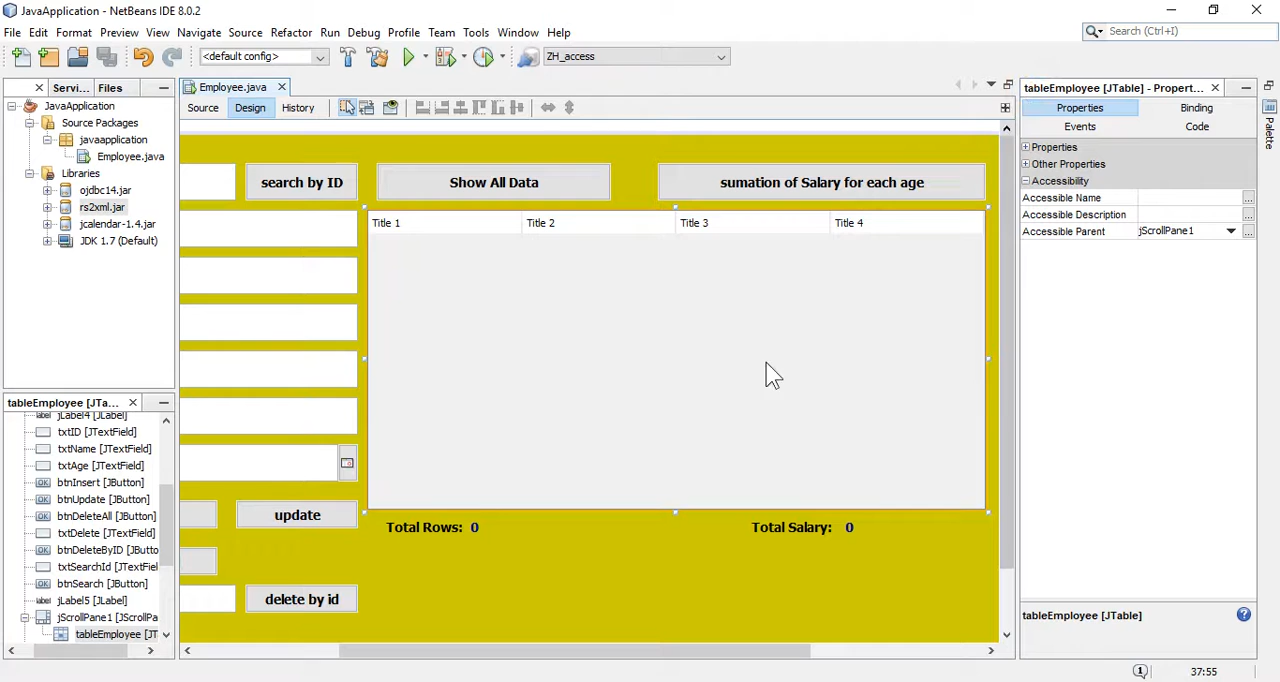 JavaApplication - NetBeans IDE 8.0.2
File Edit Format Preview View Navigate Source Refactor Run Debug Profile Team Tools Window Help
Search (Ctrl+I)
<default config>
ZH_access
Servi... Files
Employee.java
tableEmployee [JTable] - Propert...
Source Design History
Properties Binding
Events Code
Palette
JavaApplication
Source Packages
javaapplication
Employee.java
Libraries
ojdbc14.jar
rs2xml.jar
jcalendar-1.4.jar
JDK 1.7 (Default)
search by ID
Show All Data
sumation of Salary for each age
Title 1 Title 2 Title 3 Title 4
Properties
Other Properties
Accessibility
Accessible Name ...
Accessible Description ...
Accessible Parent jScrollPane1 ...
tableEmployee [JTa...
jLabel4 [JLabel]
txtID [JTextField]
txtName [JTextField]
txtAge [JTextField]
btnInsert [JButton]
btnUpdate [JButton]
btnDeleteAll [JButton]
txtDelete [JTextField]
btnDeleteByID [JButto
txtSearchId [JTextFiel
btnSearch [JButton]
jLabel5 [JLabel]
jScrollPane1 [JScrollPa
tableEmployee [JT
update
Total Rows: 0
Total Salary: 0
delete by id
tableEmployee [JTable]
37:55